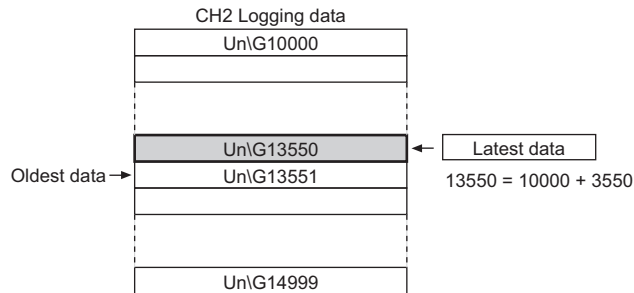 CH2 Logging data
Un\G10000
Un\G13550
Latest data
Oldest data
Un\G13551
13550 = 10000 + 3550
Un\G14999